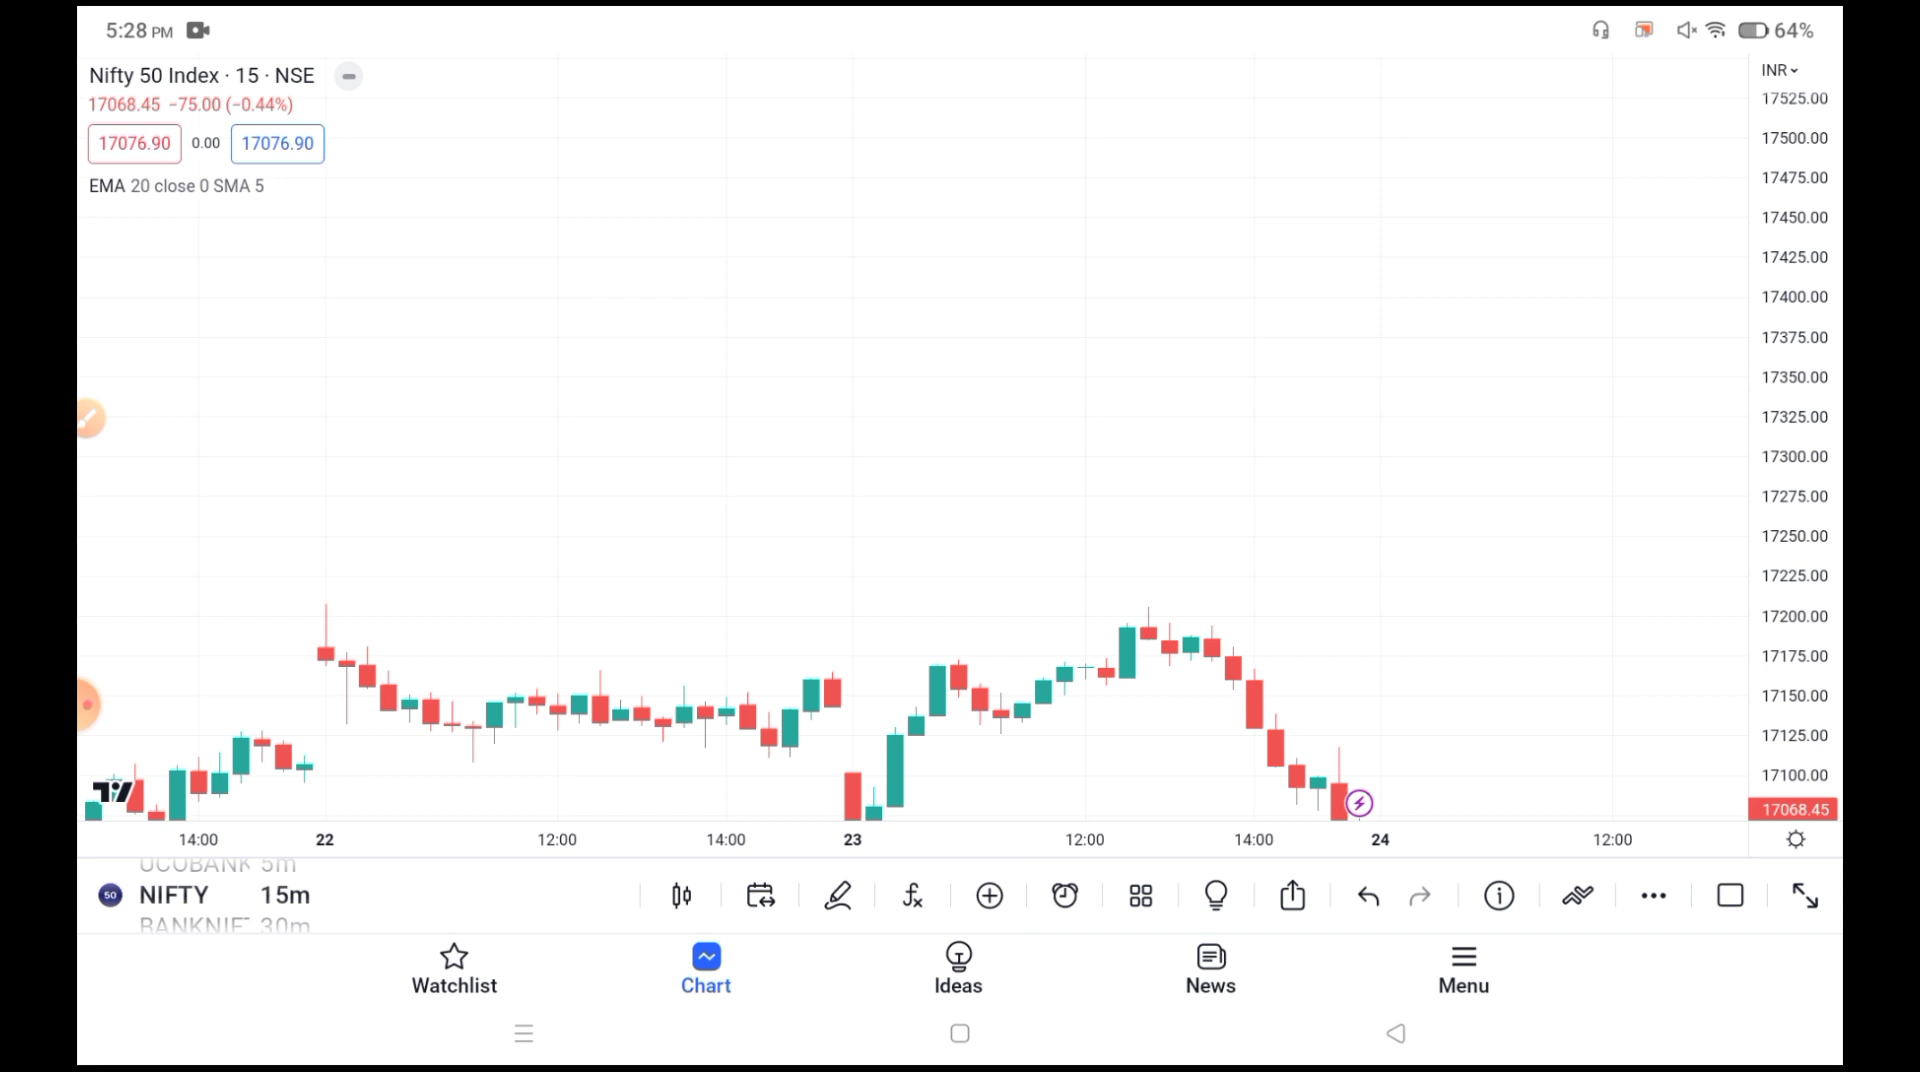 5:28 PM
64%
Nifty 50 Index · 15 · NSE
INR
17068.45 −75.00 (−0.44%)
17076.90 0.00 17076.90
EMA 20 close 0 SMA 5
17525.00
17500.00
17475.00
17450.00
17425.00
17400.00
17375.00
17350.00
17325.00
17300.00
17275.00
17250.00
17225.00
17200.00
17175.00
17150.00
17125.00
17100.00
17068.45
14:00 22 12:00 14:00 23 12:00 14:00 24 12:00
UCOBANK 5m
50 NIFTY 15m
BANKNIF 30m
Watchlist Chart Ideas News Menu